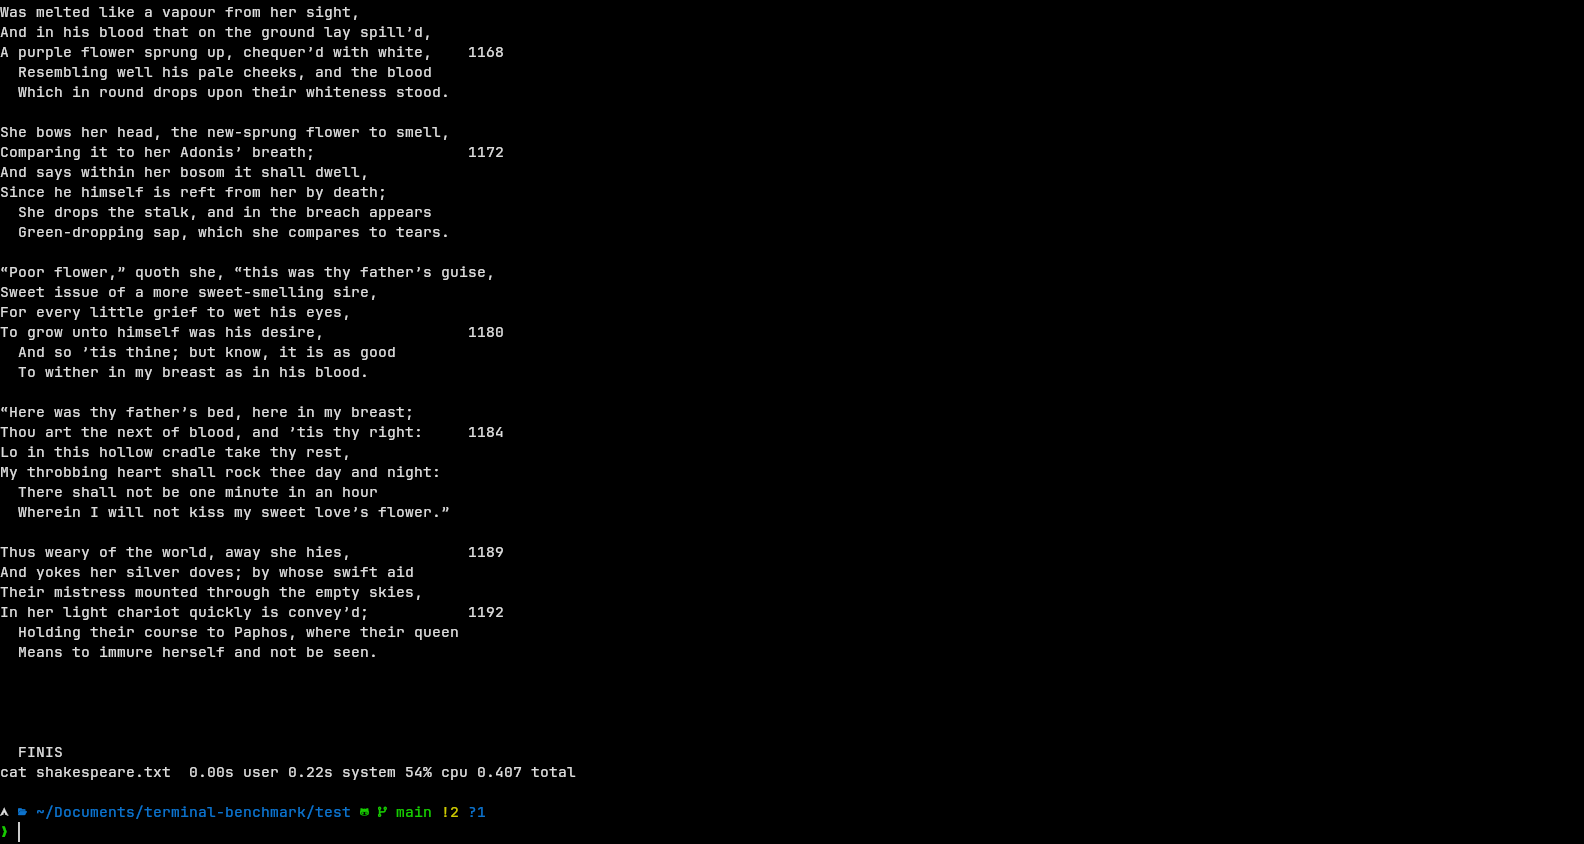 Was melted like a vapour from her sight,
And in his blood that on the ground lay spill’d,
A purple flower sprung up, chequer’d with white,    1168
  Resembling well his pale cheeks, and the blood
  Which in round drops upon their whiteness stood.

She bows her head, the new-sprung flower to smell,
Comparing it to her Adonis’ breath;                 1172
And says within her bosom it shall dwell,
Since he himself is reft from her by death;
  She drops the stalk, and in the breach appears
  Green-dropping sap, which she compares to tears.

“Poor flower,” quoth she, “this was thy father’s guise,
Sweet issue of a more sweet-smelling sire,
For every little grief to wet his eyes,
To grow unto himself was his desire,                1180
  And so ’tis thine; but know, it is as good
  To wither in my breast as in his blood.

“Here was thy father’s bed, here in my breast;
Thou art the next of blood, and ’tis thy right:     1184
Lo in this hollow cradle take thy rest,
My throbbing heart shall rock thee day and night:
  There shall not be one minute in an hour
  Wherein I will not kiss my sweet love’s flower.”

Thus weary of the world, away she hies,             1189
And yokes her silver doves; by whose swift aid
Their mistress mounted through the empty skies,
In her light chariot quickly is convey’d;           1192
  Holding their course to Paphos, where their queen
  Means to immure herself and not be seen.

  FINIS
cat shakespeare.txt  0.00s user 0.22s system 54% cpu 0.407 total

~/Documents/terminal-benchmark/test main !2 ?1
❫